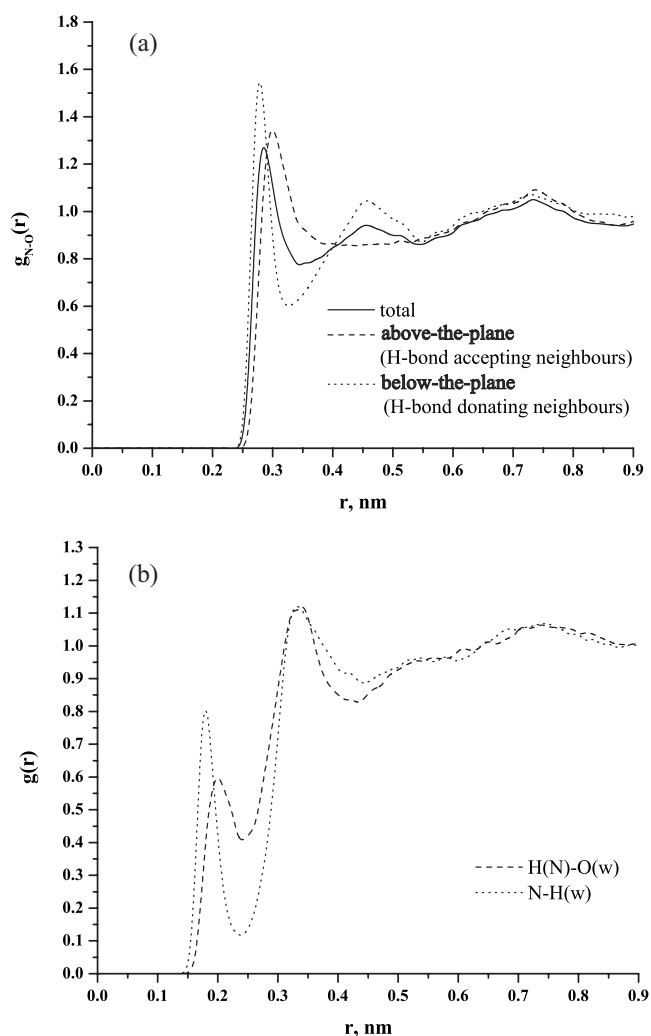 (a)
1.8
1.6
1.4
1.2
1.0
0.8
0.6
0.4
0.2
0.0
g_N-O(r)
total
above-the-plane
(H-bond accepting neighbours)
below-the-plane
(H-bond donating neighbours)
0.0 0.1 0.2 0.3 0.4 0.5 0.6 0.7 0.8 0.9
r, nm
(b)
1.3
1.2
1.1
1.0
0.9
0.8
0.7
0.6
0.5
0.4
0.3
0.2
0.1
0.0
g(r)
H(N)-O(w)
N-H(w)
0.0 0.1 0.2 0.3 0.4 0.5 0.6 0.7 0.8 0.9
r, nm